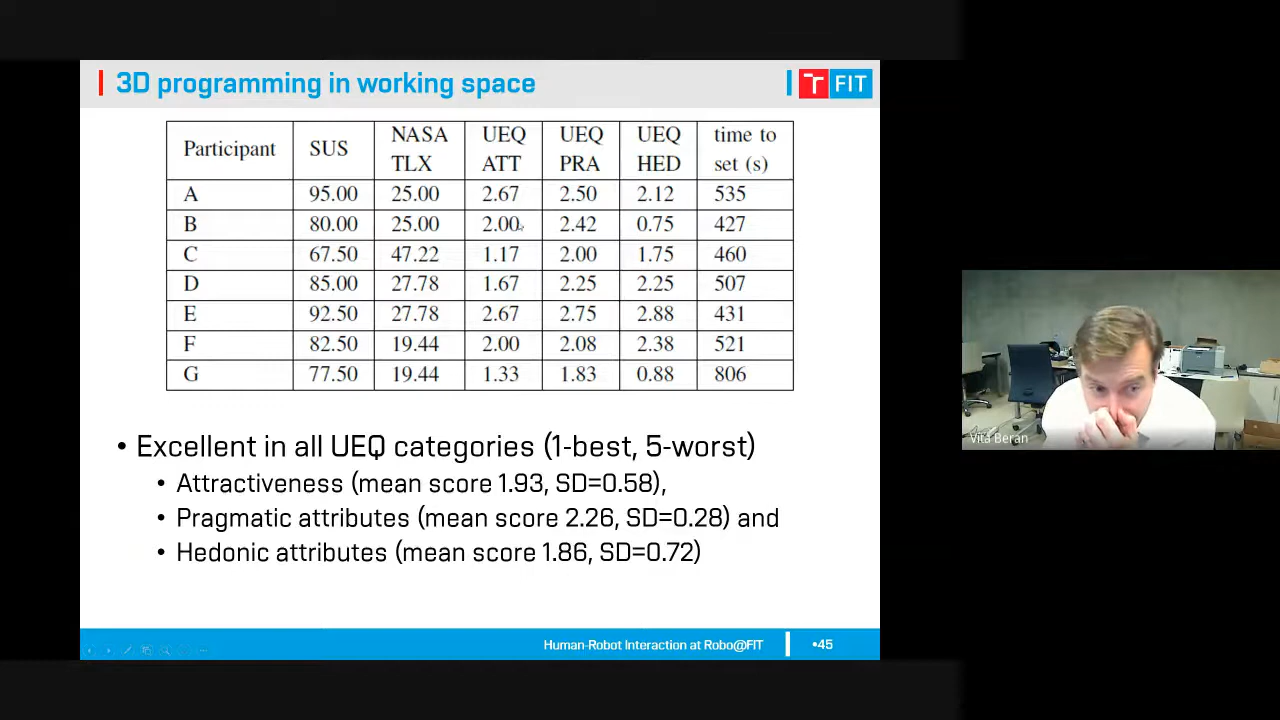 3D programming in working space
T FIT
Participant SUS NASA TLX UEQ ATT UEQ PRA UEQ HED time to set (s)
A 95.00 25.00 2.67 2.50 2.12 535
B 80.00 25.00 2.00 2.42 0.75 427
C 67.50 47.22 1.17 2.00 1.75 460
D 85.00 27.78 1.67 2.25 2.25 507
E 92.50 27.78 2.67 2.75 2.88 431
F 82.50 19.44 2.00 2.08 2.38 521
G 77.50 19.44 1.33 1.83 0.88 806
• Excellent in all UEQ categories (1-best, 5-worst)
• Attractiveness (mean score 1.93, SD=0.58),
• Pragmatic attributes (mean score 2.26, SD=0.28) and
• Hedonic attributes (mean score 1.86, SD=0.72)
Vita Beran
Human-Robot Interaction at Robo@FIT •45